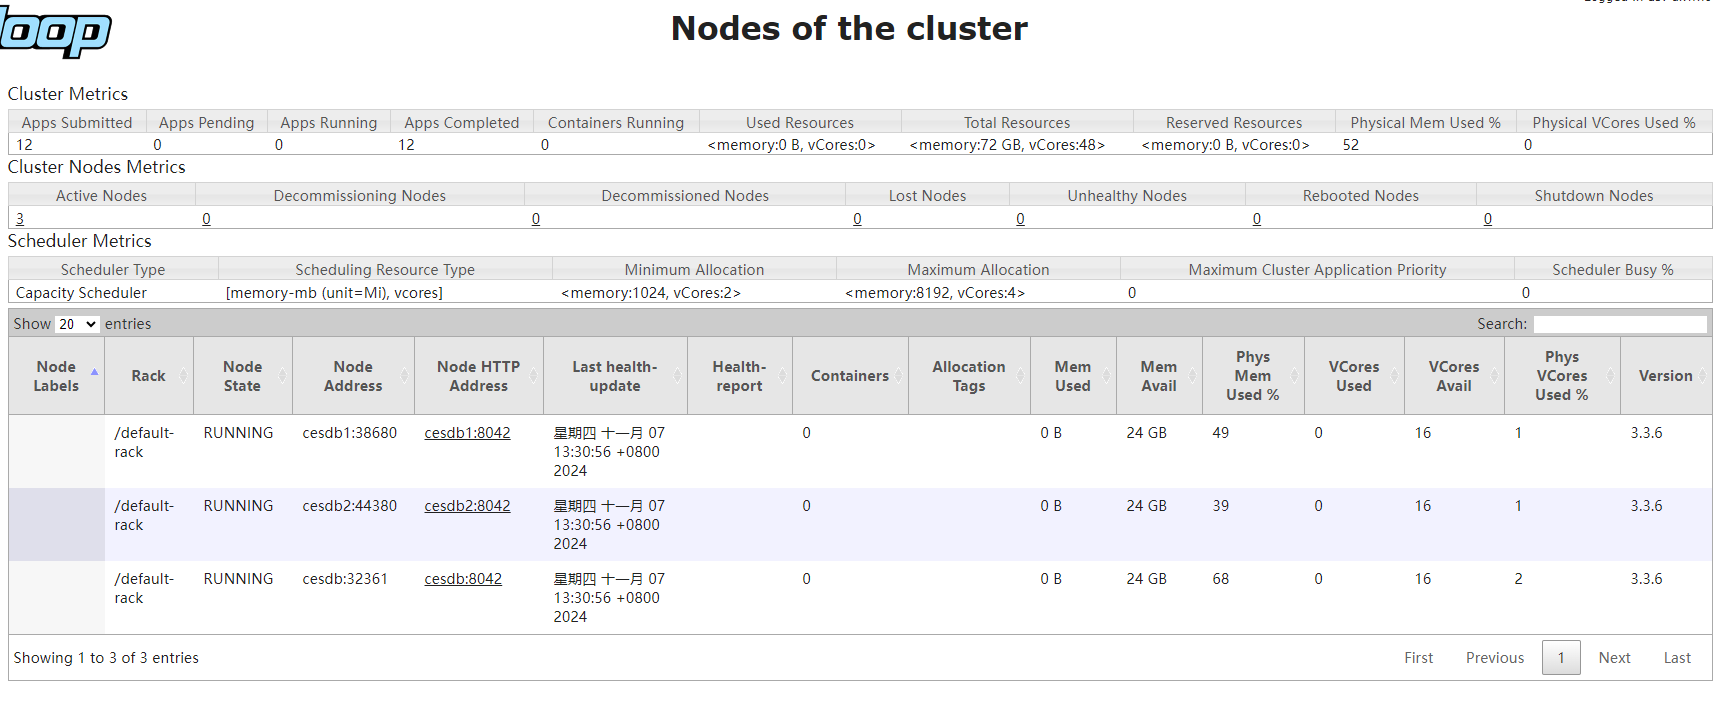 loop
Nodes of the cluster
Cluster Metrics
Apps Submitted Apps Pending Apps Running Apps Completed Containers Running Used Resources Total Resources Reserved Resources Physical Mem Used % Physical VCores Used %
12 0 0 12 0 <memory:0 B, vCores:0> <memory:72 GB, vCores:48> <memory:0 B, vCores:0> 52 0
Cluster Nodes Metrics
Active Nodes Decommissioning Nodes Decommissioned Nodes Lost Nodes Unhealthy Nodes Rebooted Nodes Shutdown Nodes
3 0 0 0 0 0 0
Scheduler Metrics
Scheduler Type Scheduling Resource Type Minimum Allocation Maximum Allocation Maximum Cluster Application Priority Scheduler Busy %
Capacity Scheduler [memory-mb (unit=Mi), vcores] <memory:1024, vCores:2> <memory:8192, vCores:4> 0 0
Show 20 entries Search:
Node Labels Rack Node State Node Address Node HTTP Address Last health-update Health-report Containers Allocation Tags Mem Used Mem Avail Phys Mem Used % VCores Used VCores Avail Phys VCores Used % Version
/default-rack RUNNING cesdb1:38680 cesdb1:8042 星期四 十一月 07 13:30:56 +0800 2024 0 0 B 24 GB 49 0 16 1 3.3.6
/default-rack RUNNING cesdb2:44380 cesdb2:8042 星期四 十一月 07 13:30:56 +0800 2024 0 0 B 24 GB 39 0 16 1 3.3.6
/default-rack RUNNING cesdb:32361 cesdb:8042 星期四 十一月 07 13:30:56 +0800 2024 0 0 B 24 GB 68 0 16 2 3.3.6
Showing 1 to 3 of 3 entries First Previous 1 Next Last